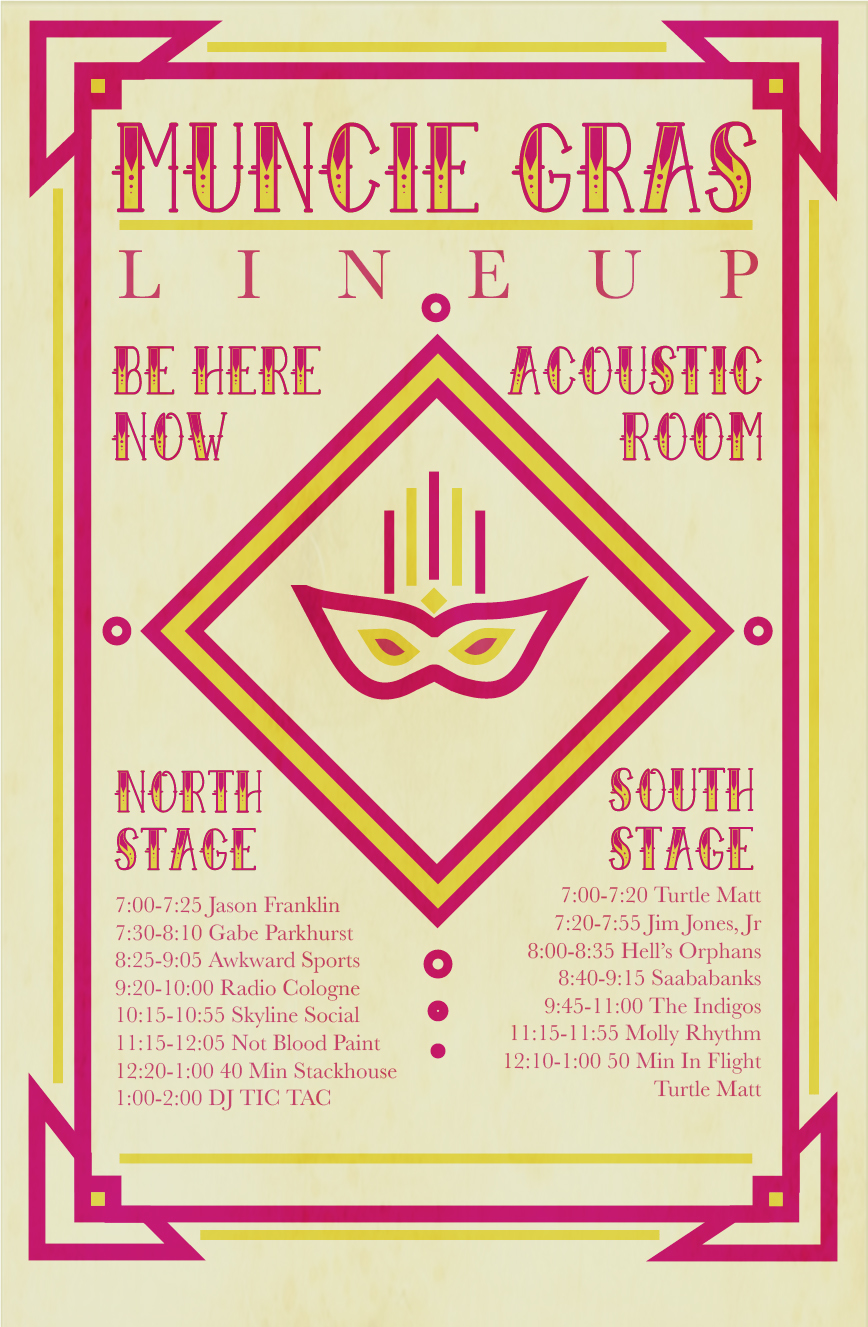 MUNCIE GRAS
LINEUP
BE HERE
NOW
ACOUSTIC
ROOM
NORTH
STAGE
7:00-7:25 Jason Franklin
7:30-8:10 Gabe Parkhurst
8:25-9:05 Awkward Sports
9:20-10:00 Radio Cologne
10:15-10:55 Skyline Social
11:15-12:05 Not Blood Paint
12:20-1:00 40 Min Stackhouse
1:00-2:00 DJ TIC TAC
SOUTH
STAGE
7:00-7:20 Turtle Matt
7:20-7:55 Jim Jones, Jr
8:00-8:35 Hell's Orphans
8:40-9:15 Saababanks
9:45-11:00 The Indigos
11:15-11:55 Molly Rhythm
12:10-1:00 50 Min In Flight
Turtle Matt